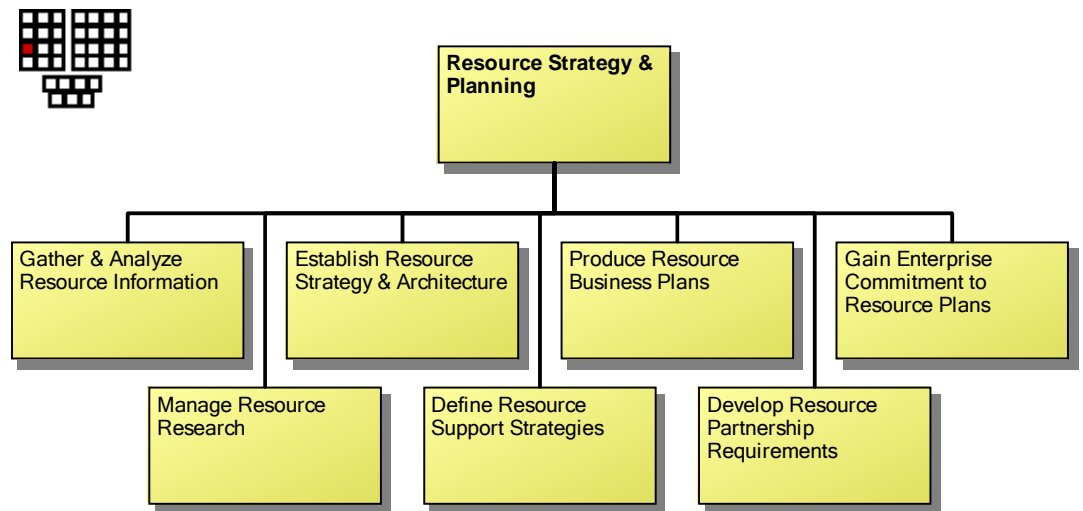 Resource Strategy &
Planning
Gather & Analyze
Resource Information
Establish Resource
Strategy & Architecture
Produce Resource
Business Plans
Gain Enterprise
Commitment to
Resource Plans
Manage Resource
Research
Define Resource
Support Strategies
Develop Resource
Partnership
Requirements